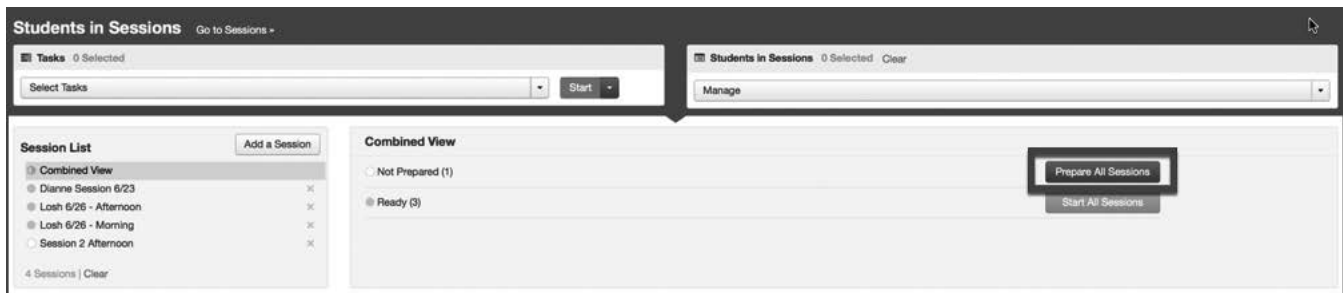 Students in Sessions Go to Sessions »
Tasks 0 Selected
Select Tasks
Start
Students in Sessions 0 Selected Clear
Manage
Session List
Add a Session
Combined View
Dianne Session 6/23
Losh 6/26 - Afternoon
Losh 6/26 - Morning
Session 2 Afternoon
4 Sessions | Clear
Combined View
Not Prepared (1)
Prepare All Sessions
Ready (3)
Start All Sessions